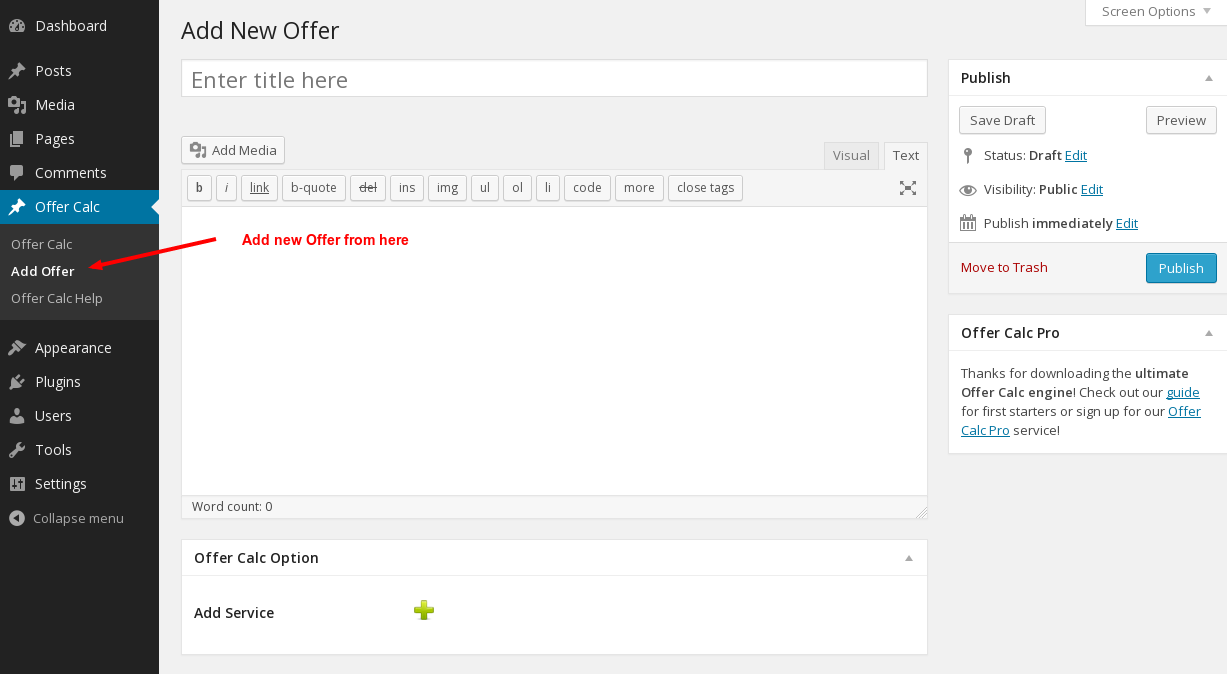 Dashboard
Posts
Media
Pages
Comments
Offer Calc
Offer Calc
Add Offer
Offer Calc Help
Appearance
Plugins
Users
Tools
Settings
Collapse menu
Screen Options
Add New Offer
Enter title here
Add Media
Visual Text
b i link b-quote del ins img ul ol li code more close tags
Add new Offer from here
Word count: 0
Offer Calc Option
Add Service
Publish
Save Draft Preview
Status: Draft Edit
Visibility: Public Edit
Publish immediately Edit
Move to Trash Publish
Offer Calc Pro
Thanks for downloading the ultimate
Offer Calc engine! Check out our guide
for first starters or sign up for our Offer
Calc Pro service!